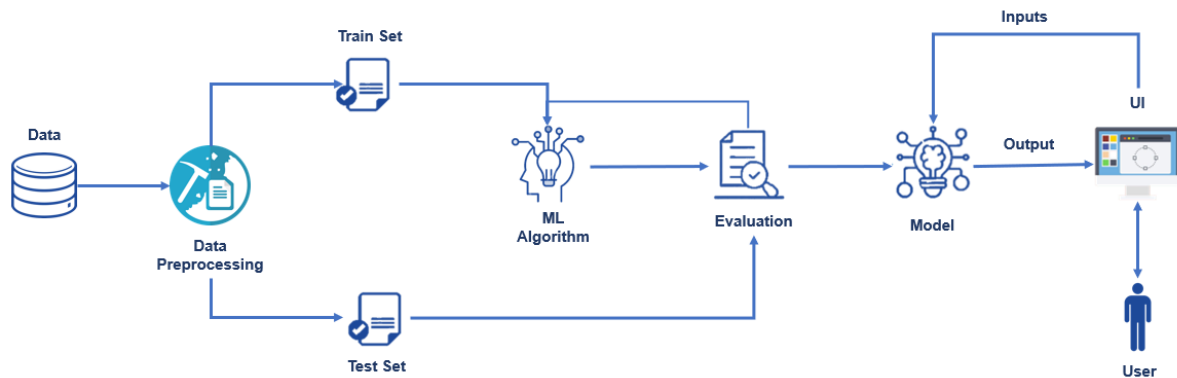 Inputs
Train Set
UI
Data
Output
ML
Algorithm
Evaluation
Model
Data
Preprocessing
Test Set
User